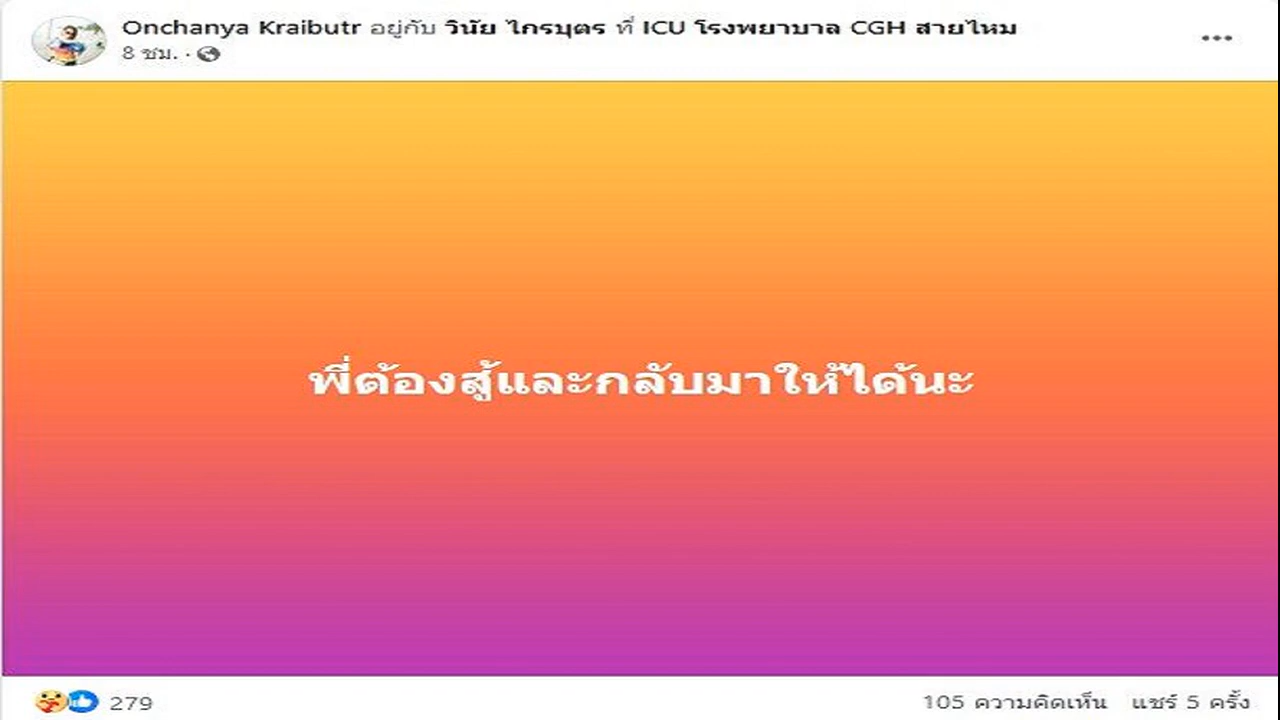 Onchanya Kraibutr อยู่กับ วินัย ไกรบุตร ที่ ICU โรงพยาบาล CGH สายไหม
8 ชม. ·
พี่ต้องสู้และกลับมาให้ได้นะ
279 105 ความคิดเห็น แชร์ 5 ครั้ง